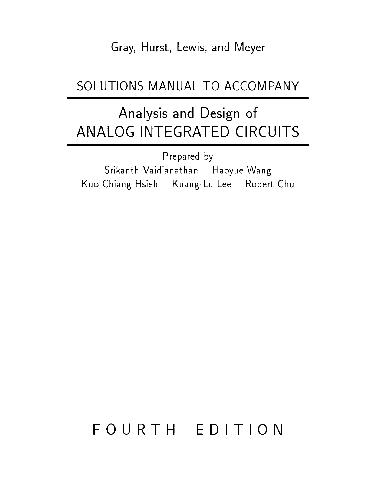 Gray, Hurst, Lewis, and Meyer
SOLUTIONS MANUAL TO ACCOMPANY
Analysis and Design of
ANALOG INTEGRATED CIRCUITS
Prepared by
Srikanth Vaidianathan Haoyue Wang
Kuo Chiang Hsieh Kuang-Lu Lee Robert Chu
FOURTH EDITION